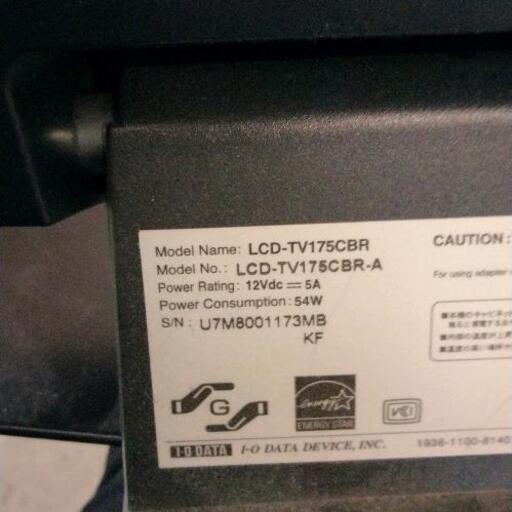 Model Name: LCD-TV175CBR
Model No.: LCD-TV175CBR-A
Power Rating: 12Vdc ⎓ 5A
Power Consumption: 54W
S/N: U7M8001173MB
KF
CAUTION:
For using adapter
G
energy
ENERGY STAR
I-O DATA I-O DATA DEVICE, INC.
1936-1100-8140